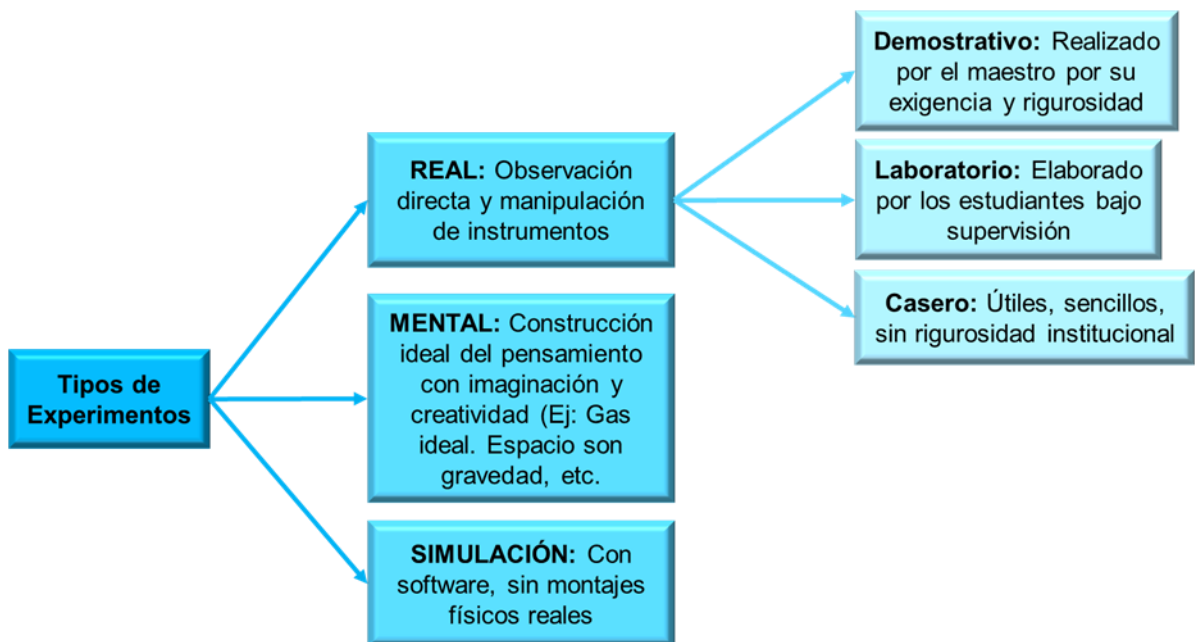 Tipos de
Experimentos
REAL: Observación
directa y manipulación
de instrumentos
MENTAL: Construcción
ideal del pensamiento
con imaginación y
creatividad (Ej: Gas
ideal. Espacio son
gravedad, etc.
SIMULACIÓN: Con
software, sin montajes
físicos reales
Demostrativo: Realizado
por el maestro por su
exigencia y rigurosidad
Laboratorio: Elaborado
por los estudiantes bajo
supervisión
Casero: Útiles, sencillos,
sin rigurosidad institucional